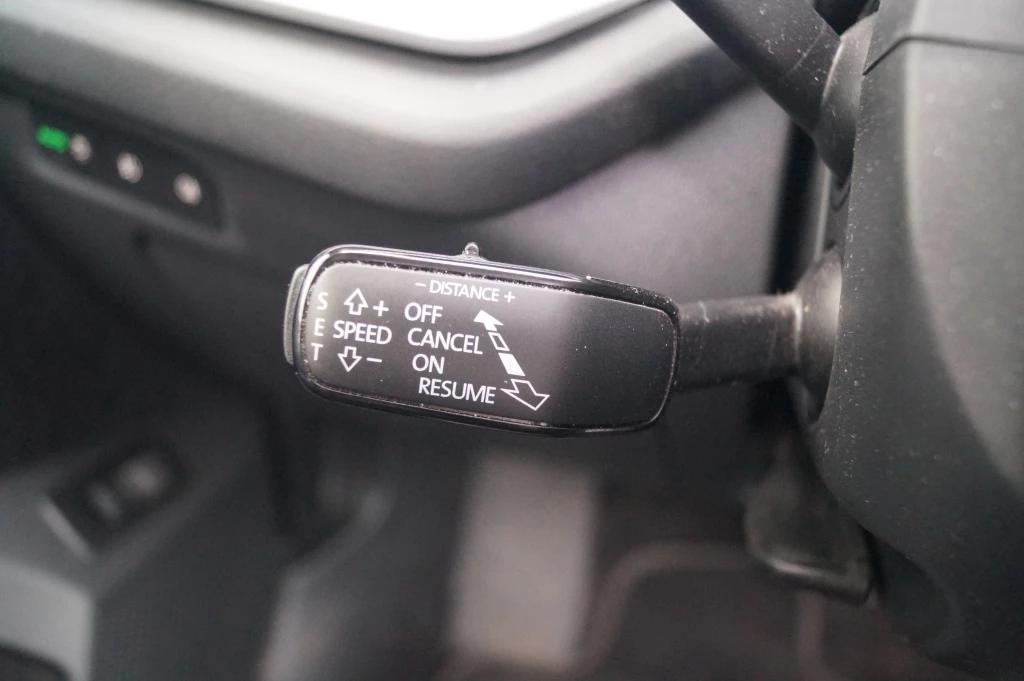 − DISTANCE +
S
E
T
+
SPEED
−
OFF
CANCEL
ON
RESUME